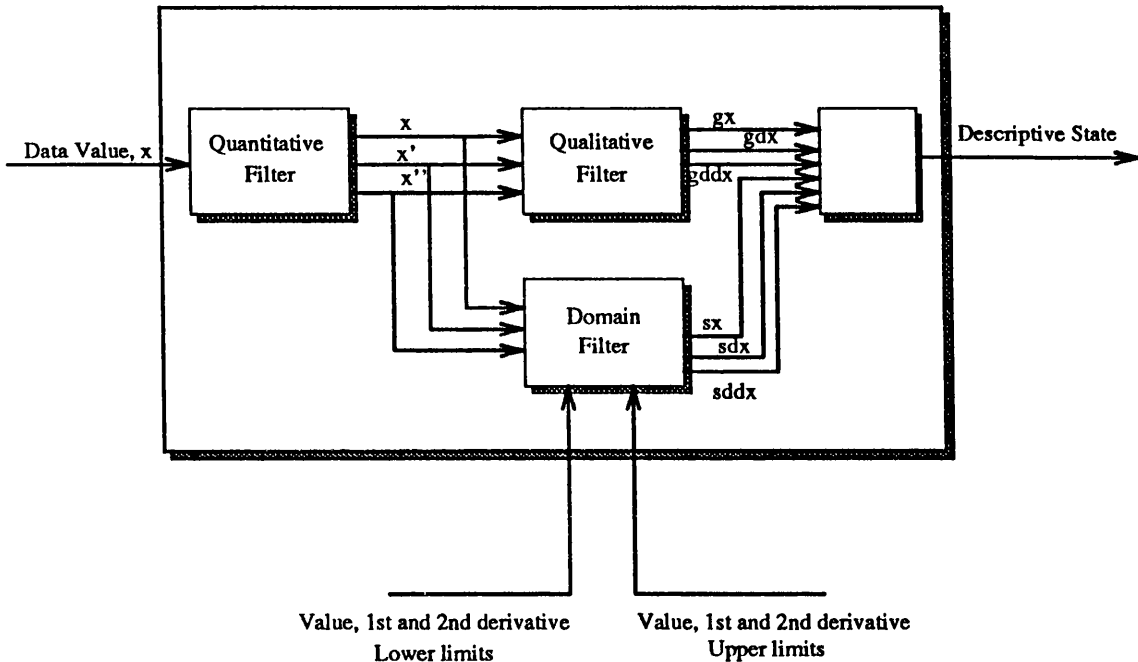 Data Value, x
Quantitative
Filter
x
x'
x''
Qualitative
Filter
gx
gdx
gddx
Descriptive State
Domain
Filter
sx
sdx
sddx
Value, 1st and 2nd derivative
Lower limits
Value, 1st and 2nd derivative
Upper limits